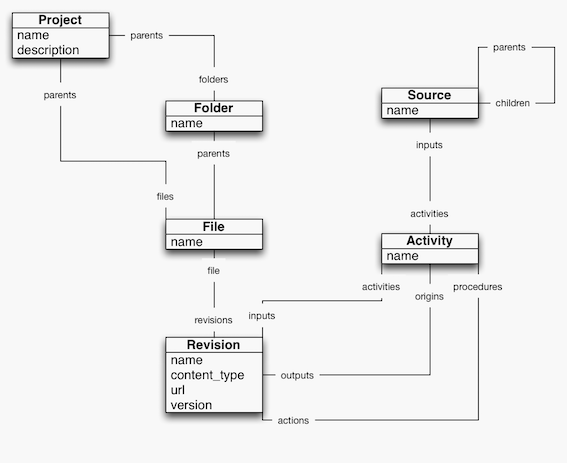 Project
name
description
parents
folders
parents
files
Folder
name
parents
File
name
file
revisions
Revision
name
content_type
url
version
Source
name
parents
children
inputs
activities
Activity
name
activities
origins
procedures
inputs
outputs
actions